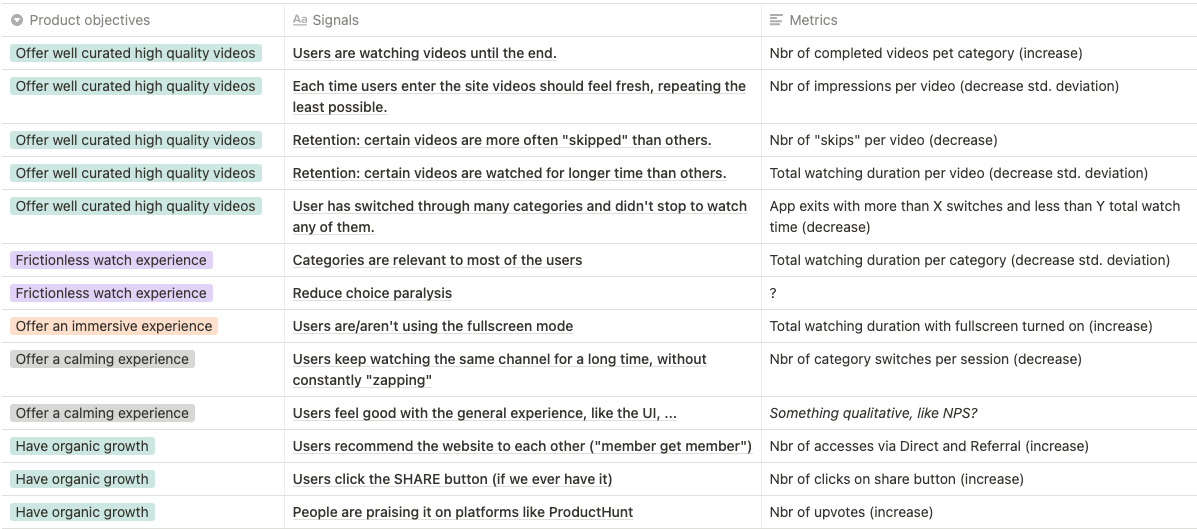 Product objectives Aa Signals Metrics
Offer well curated high quality videos Users are watching videos until the end. Nbr of completed videos pet category (increase)
Offer well curated high quality videos Each time users enter the site videos should feel fresh, repeating the Nbr of impressions per video (decrease std. deviation)
least possible.
Offer well curated high quality videos Retention: certain videos are more often "skipped" than others. Nbr of "skips" per video (decrease)
Offer well curated high quality videos Retention: certain videos are watched for longer time than others. Total watching duration per video (decrease std. deviation)
Offer well curated high quality videos User has switched through many categories and didn't stop to watch App exits with more than X switches and less than Y total watch
any of them. time (decrease)
Frictionless watch experience Categories are relevant to most of the users Total watching duration per category (decrease std. deviation)
Frictionless watch experience Reduce choice paralysis ?
Offer an immersive experience Users are/aren't using the fullscreen mode Total watching duration with fullscreen turned on (increase)
Offer a calming experience Users keep watching the same channel for a long time, without Nbr of category switches per session (decrease)
constantly "zapping"
Offer a calming experience Users feel good with the general experience, like the UI, ... Something qualitative, like NPS?
Have organic growth Users recommend the website to each other ("member get member") Nbr of accesses via Direct and Referral (increase)
Have organic growth Users click the SHARE button (if we ever have it) Nbr of clicks on share button (increase)
Have organic growth People are praising it on platforms like ProductHunt Nbr of upvotes (increase)